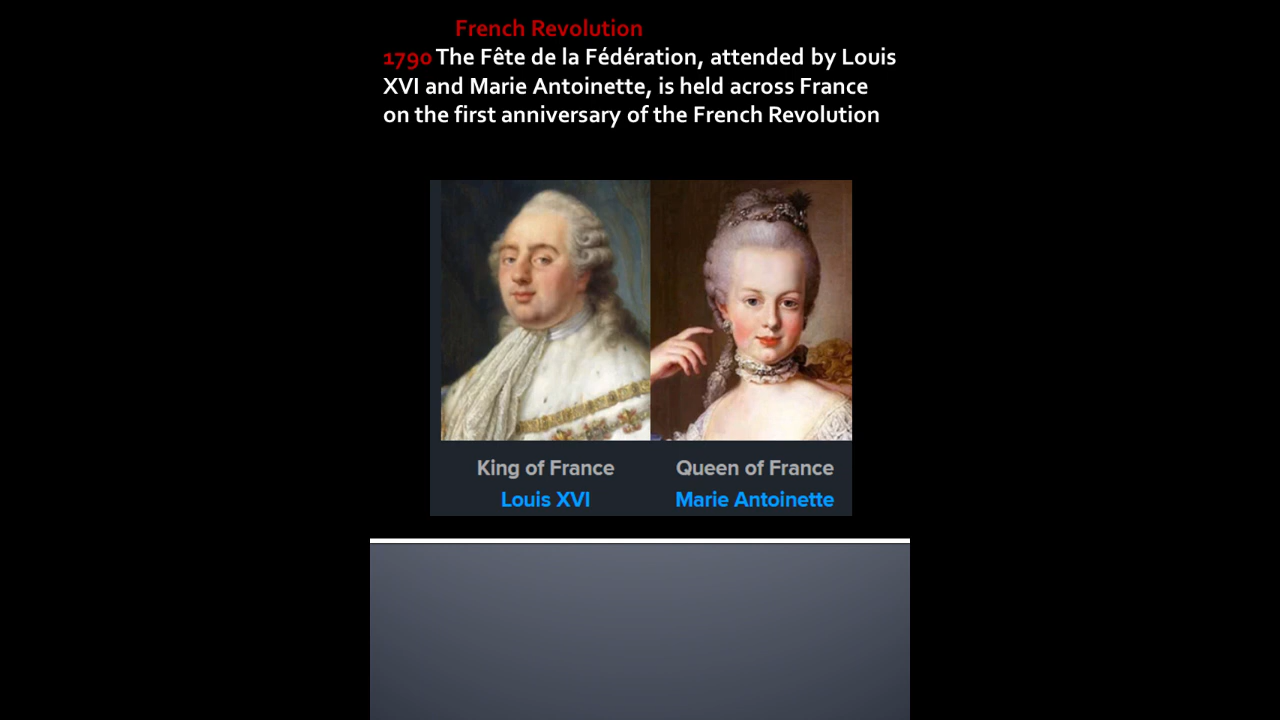 French Revolution
1790 The Fête de la Fédération, attended by Louis
XVI and Marie Antoinette, is held across France
on the first anniversary of the French Revolution
King of France
Queen of France
Louis XVI
Marie Antoinette